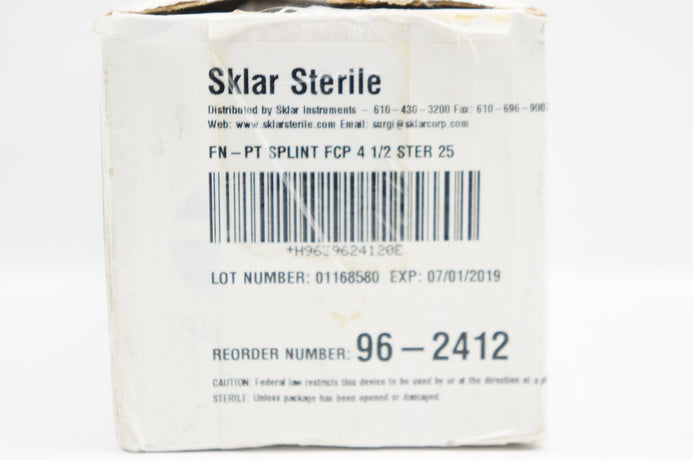 Sklar Sterile
Distributed by Sklar Instruments – 610–430–3200 Fax: 610–696–9007
Web: www.sklarsterile.com Email: surgi@sklarcorp.com
FN–PT SPLINT FCP 4 1/2 STER 25
+H9639624120E
LOT NUMBER: 01168580 EXP: 07/01/2019
REORDER NUMBER: 96–2412
CAUTION: Federal law restricts this device to be used by or at the direction of a
STERILE: Unless package has been opened or damaged.